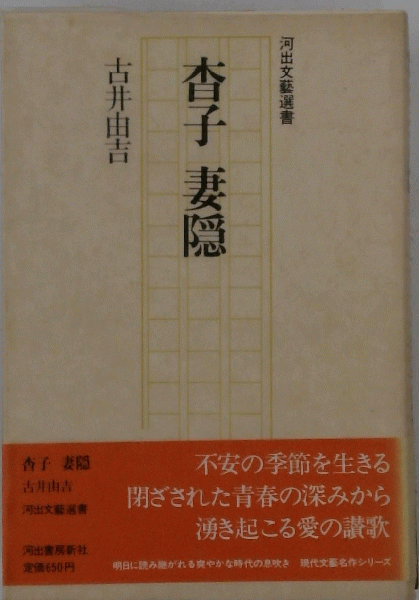 河出文藝選書
杳子 妻隠
古井由吉
不安の季節を生きる
閉ざされた青春の深みから
湧き起こる愛の讃歌
明日に読み継がれる爽やかな時代の息吹き 現代文藝名作シリーズ
杳子 妻隠
古井由吉
河出文藝選書
河出書房新社
定価650円